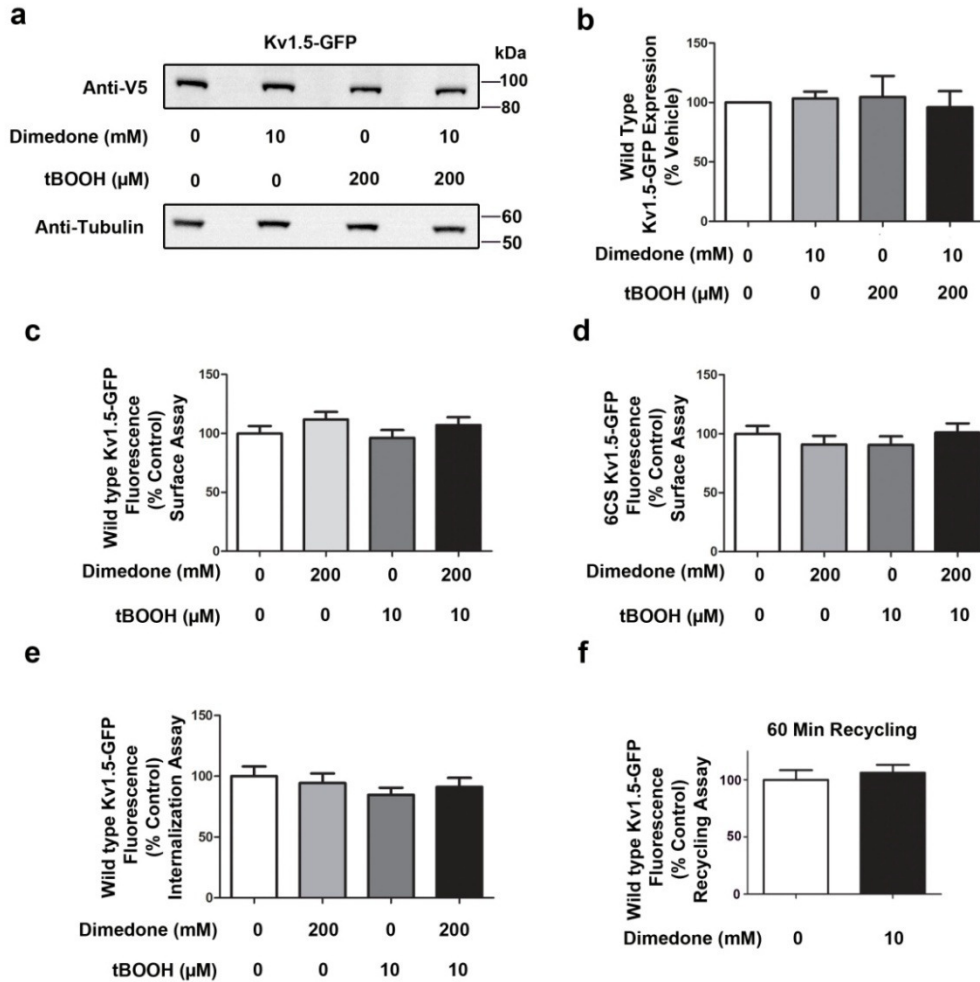 a
Kv1.5-GFP
kDa
Anti-V5
100
80
Dimedone (mM) 0 10 0 10
tBOOH (μM) 0 0 200 200
Anti-Tubulin
60
50
b
Wild Type
Kv1.5-GFP Expression
(% Vehicle)
150
100
50
0
Dimedone (mM) 0 10 0 10
tBOOH (μM) 0 0 200 200
c
Wild type Kv1.5-GFP
Fluorescence
(% Control)
Surface Assay
150
100
50
0
Dimedone (mM) 0 200 0 200
tBOOH (μM) 0 0 10 10
d
6CS Kv1.5-GFP
Fluorescence
(% Control)
Surface Assay
150
100
50
0
Dimedone (mM) 0 200 0 200
tBOOH (μM) 0 0 10 10
e
Wild type Kv1.5-GFP
Fluorescence
(% Control)
Internalization Assay
150
100
50
0
Dimedone (mM) 0 200 0 200
tBOOH (μM) 0 0 10 10
f
60 Min Recycling
Wild type Kv1.5-GFP
Fluorescence
(% Control)
Recycling Assay
100
50
0
Dimedone (mM) 0 10